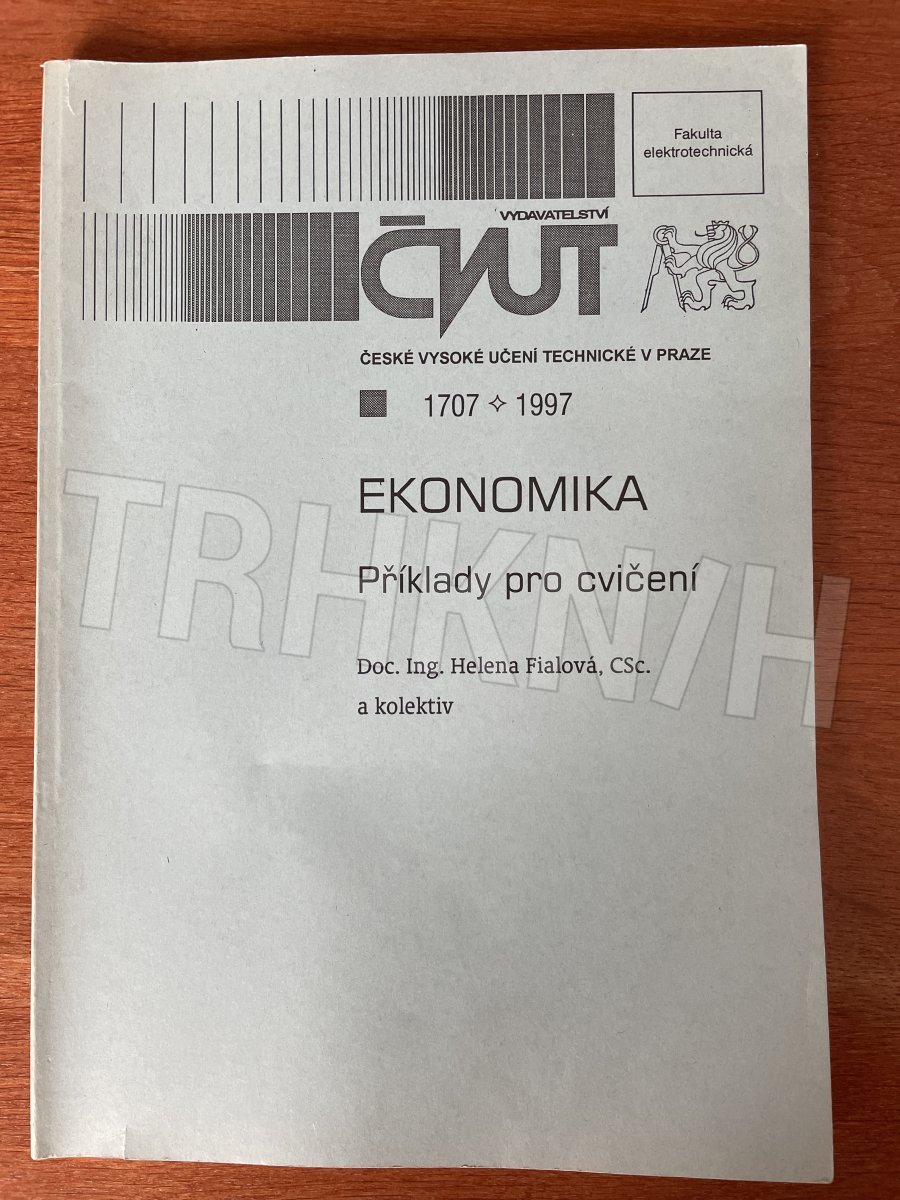 Fakulta
elektrotechnická
VYDAVATELSTVÍ
ČVUT
ČESKÉ VYSOKÉ UČENÍ TECHNICKÉ V PRAZE
1707 ✧ 1997
EKONOMIKA
Příklady pro cvičení
TRHKNIH
Doc. Ing. Helena Fialová, CSc.
a kolektiv